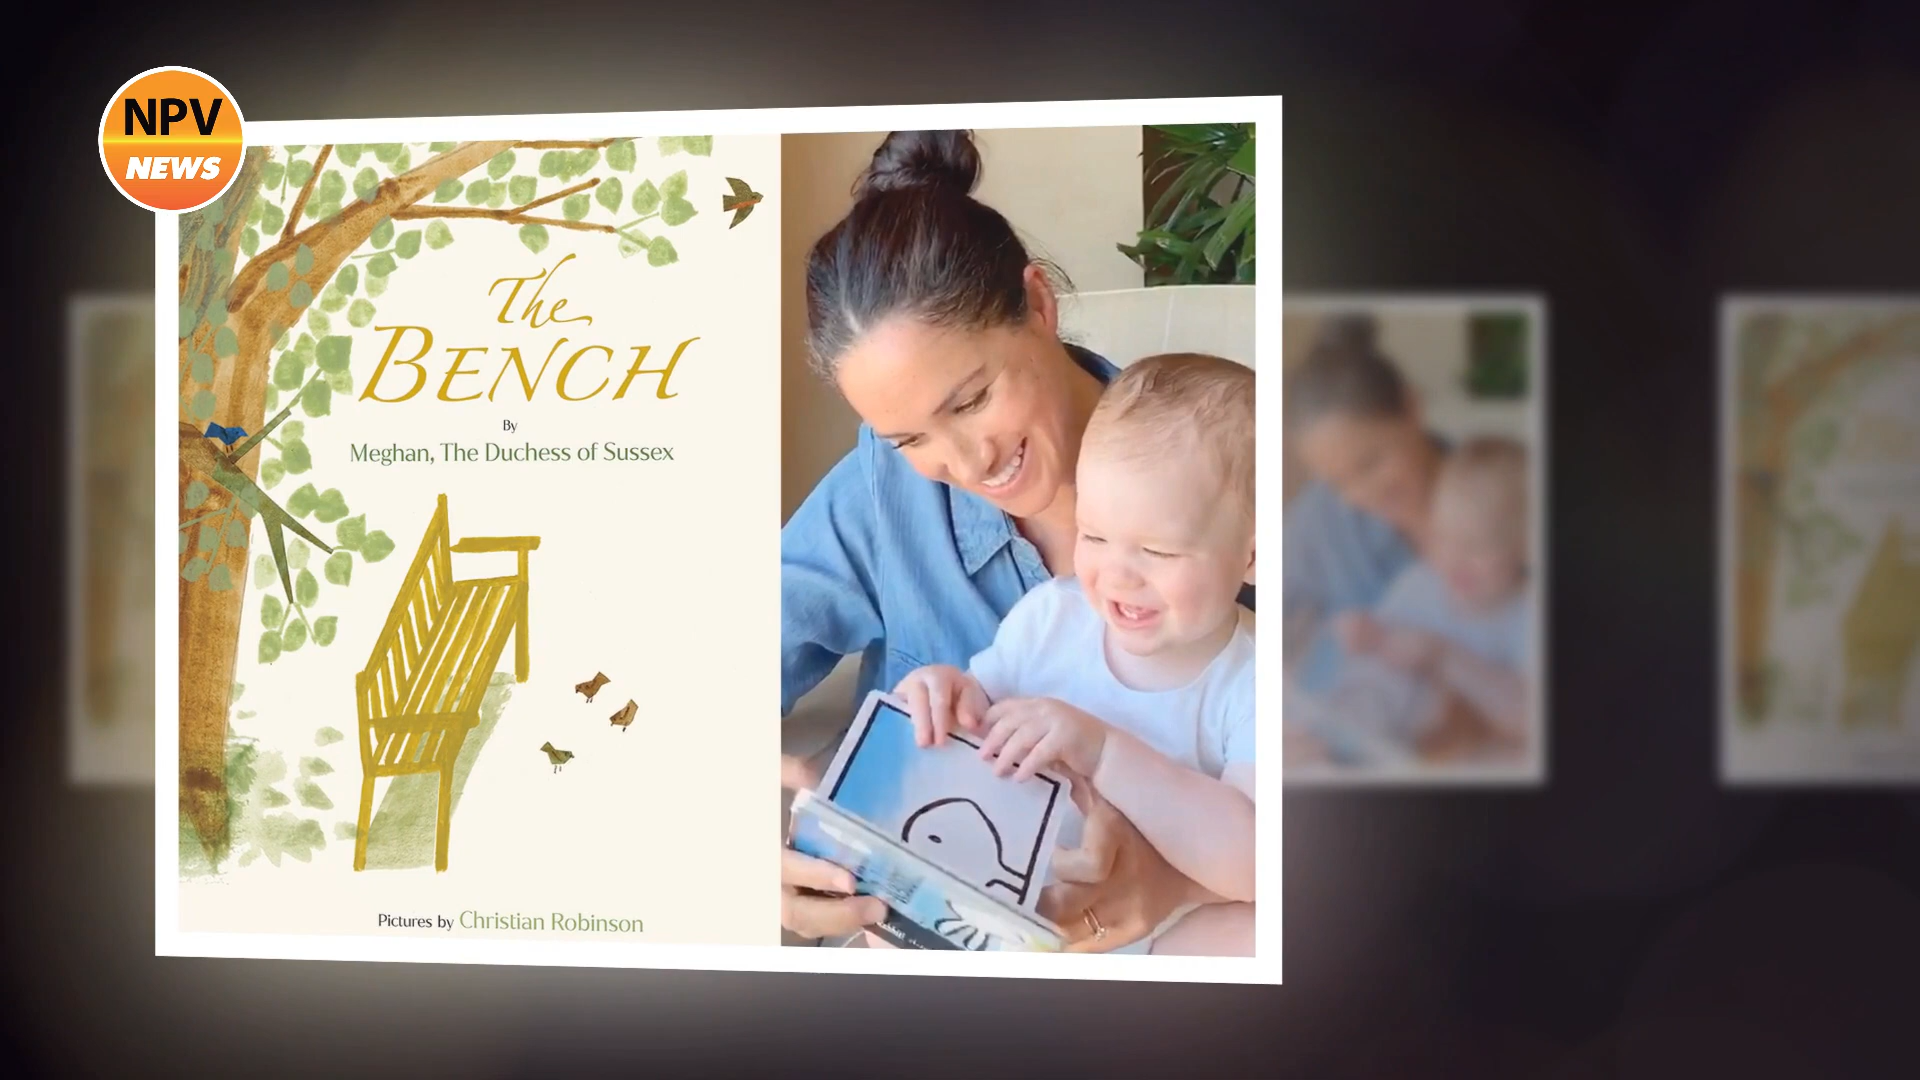 NPV
NEWS
The
BENCH
By
Meghan, The Duchess of Sussex
Pictures by Christian Robinson